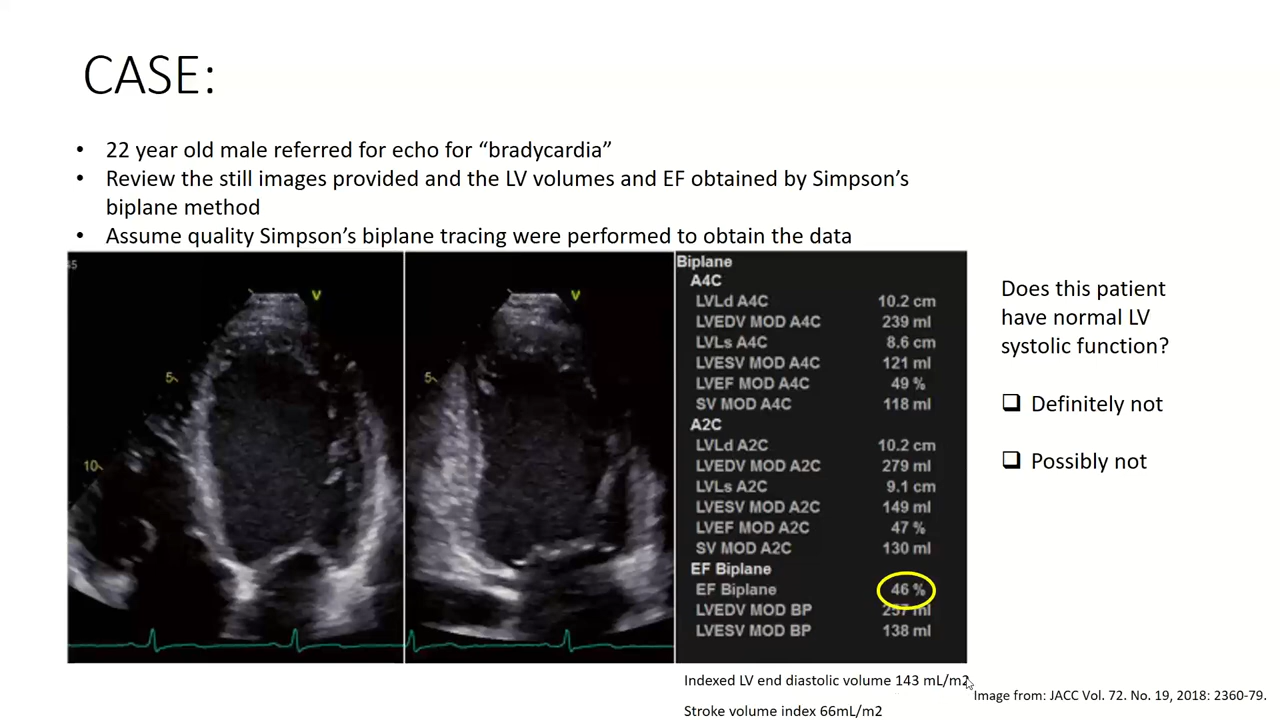 CASE:
• 22 year old male referred for echo for “bradycardia”
• Review the still images provided and the LV volumes and EF obtained by Simpson’s
biplane method
• Assume quality Simpson’s biplane tracing were performed to obtain the data
V
5
10
V
5
Biplane
A4C
LVLd A4C 10.2 cm
LVEDV MOD A4C 239 ml
LVLs A4C 8.6 cm
LVESV MOD A4C 121 ml
LVEF MOD A4C 49 %
SV MOD A4C 118 ml
A2C
LVLd A2C 10.2 cm
LVEDV MOD A2C 279 ml
LVLs A2C 9.1 cm
LVESV MOD A2C 149 ml
LVEF MOD A2C 47 %
SV MOD A2C 130 ml
EF Biplane
EF Biplane 46 %
LVEDV MOD BP 257 ml
LVESV MOD BP 138 ml
Does this patient
have normal LV
systolic function?
❑ Definitely not
❑ Possibly not
Indexed LV end diastolic volume 143 mL/m2
Stroke volume index 66mL/m2
Image from: JACC Vol. 72. No. 19, 2018: 2360-79.